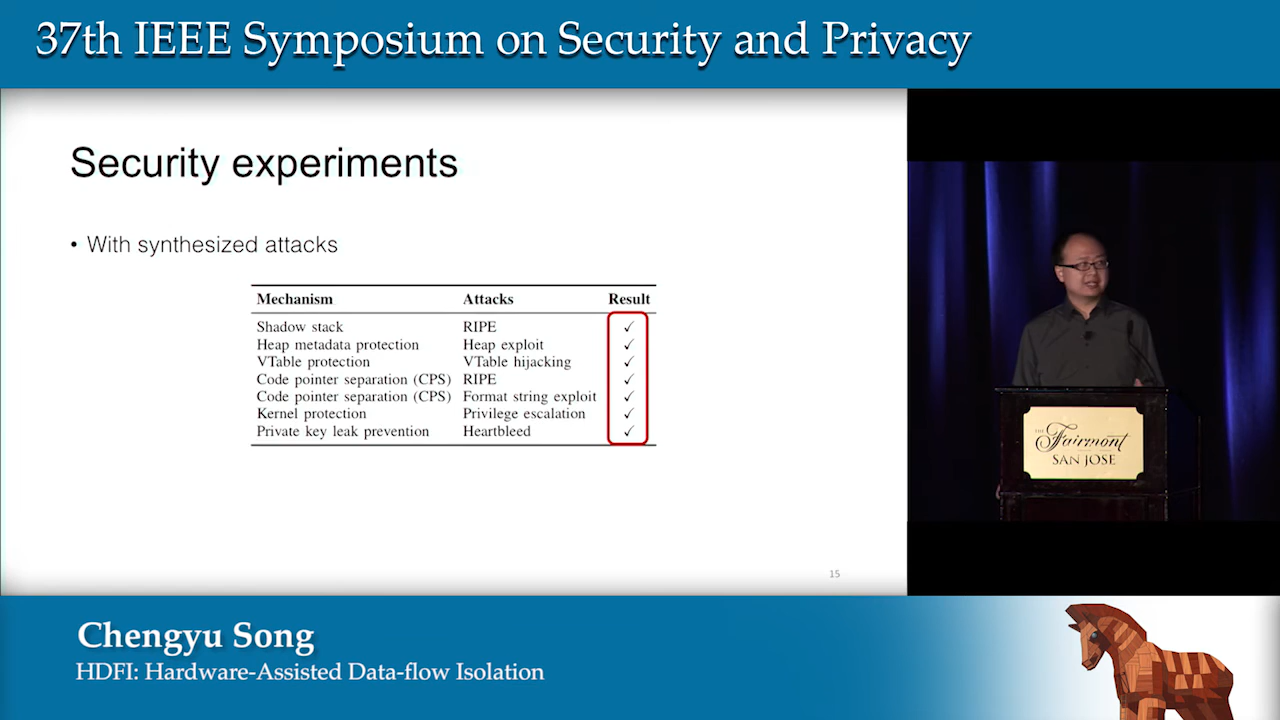 37th IEEE Symposium on Security and Privacy
Security experiments
• With synthesized attacks
Mechanism Attacks Result
Shadow stack RIPE ✓
Heap metadata protection Heap exploit ✓
VTable protection VTable hijacking ✓
Code pointer separation (CPS) RIPE ✓
Code pointer separation (CPS) Format string exploit ✓
Kernel protection Privilege escalation ✓
Private key leak prevention Heartbleed ✓
15
THE Fairmont
SAN JOSE
Chengyu Song
HDFI: Hardware-Assisted Data-flow Isolation